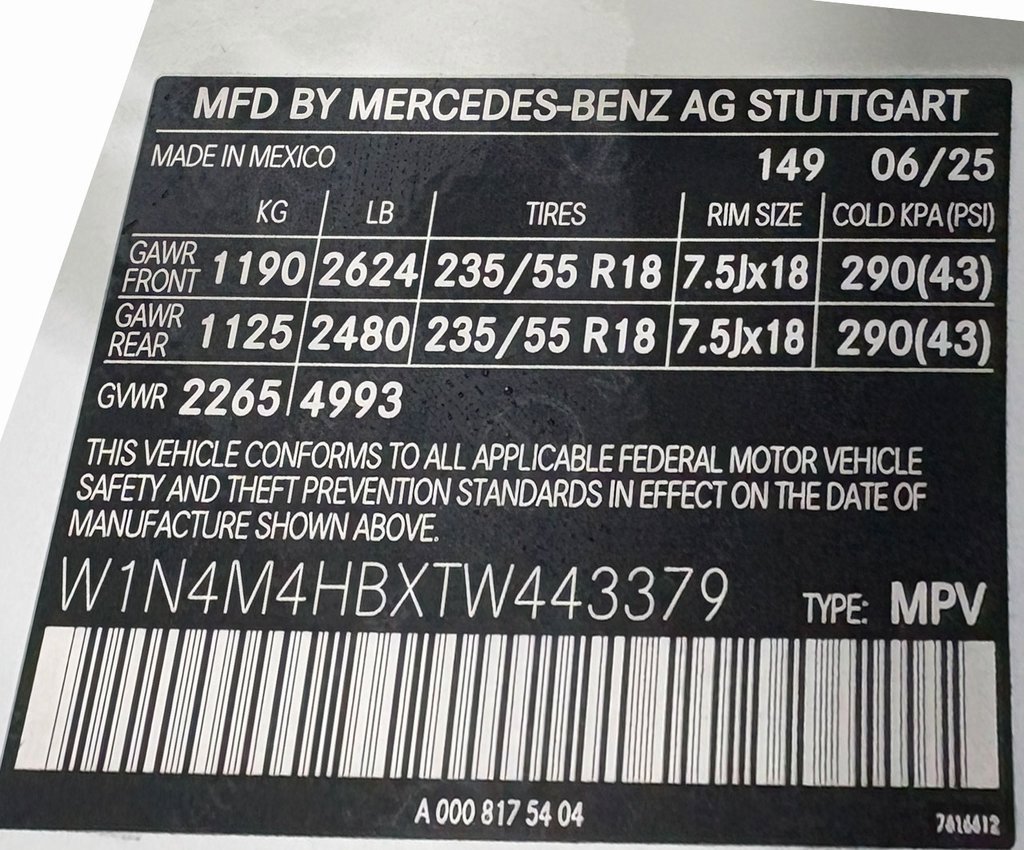 MFD BY MERCEDES-BENZ AG STUTTGART
MADE IN MEXICO 149 06/25
KG LB TIRES RIM SIZE COLD KPA (PSI)
GAWR FRONT 1190 2624 235/55 R18 7.5Jx18 290(43)
GAWR REAR 1125 2480 235/55 R18 7.5Jx18 290(43)
GVWR 2265 4993
THIS VEHICLE CONFORMS TO ALL APPLICABLE FEDERAL MOTOR VEHICLE
SAFETY AND THEFT PREVENTION STANDARDS IN EFFECT ON THE DATE OF
MANUFACTURE SHOWN ABOVE.
W1N4M4HBXTW443379 TYPE: MPV
A 000 817 54 04